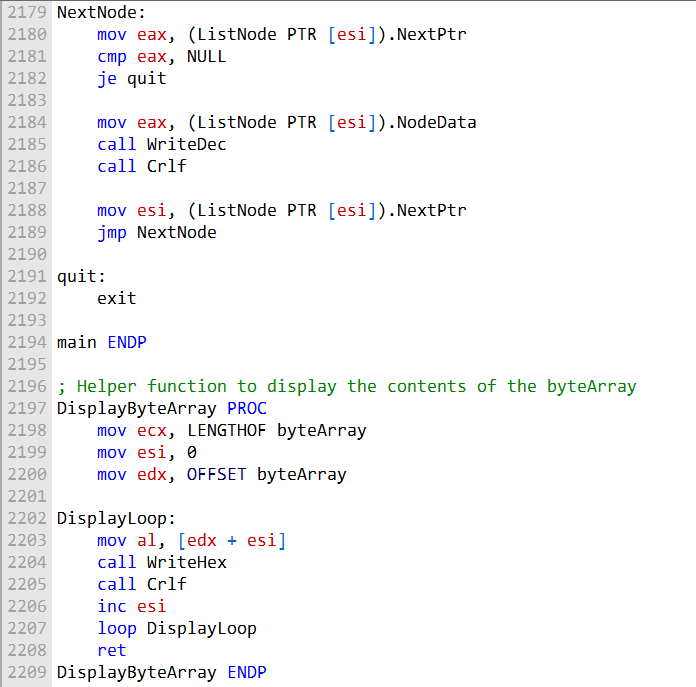 2179 NextNode:
2180     mov eax, (ListNode PTR [esi]).NextPtr
2181     cmp eax, NULL
2182     je quit
2183
2184     mov eax, (ListNode PTR [esi]).NodeData
2185     call WriteDec
2186     call Crlf
2187
2188     mov esi, (ListNode PTR [esi]).NextPtr
2189     jmp NextNode
2190
2191 quit:
2192     exit
2193
2194 main ENDP
2195
2196 ; Helper function to display the contents of the byteArray
2197 DisplayByteArray PROC
2198     mov ecx, LENGTHOF byteArray
2199     mov esi, 0
2200     mov edx, OFFSET byteArray
2201
2202 DisplayLoop:
2203     mov al, [edx + esi]
2204     call WriteHex
2205     call Crlf
2206     inc esi
2207     loop DisplayLoop
2208     ret
2209 DisplayByteArray ENDP